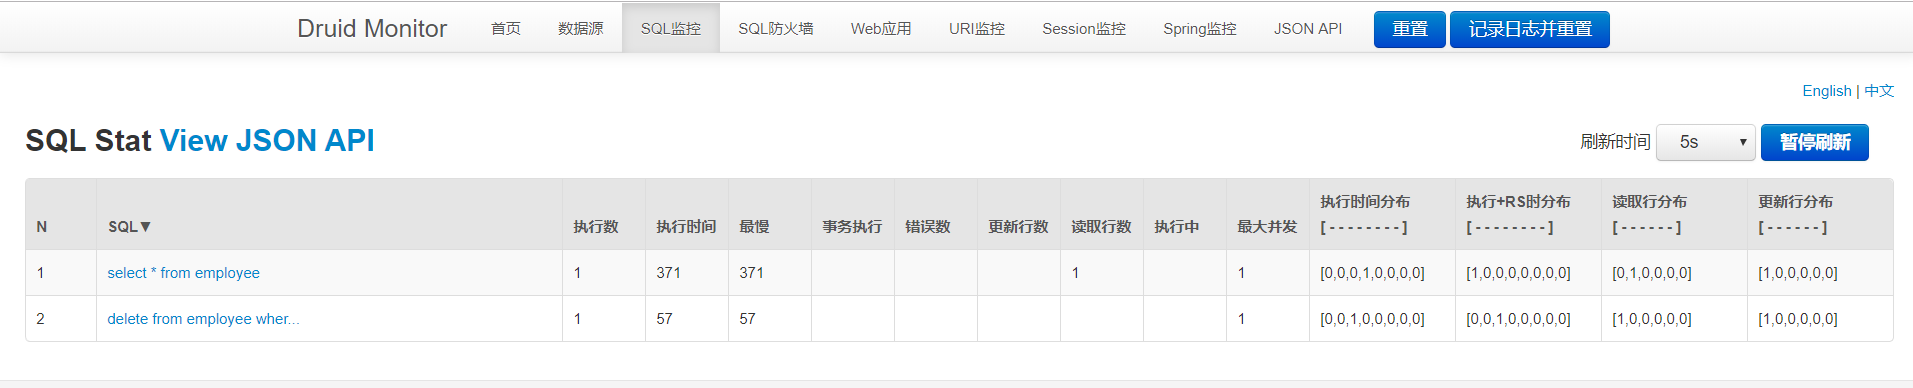 Druid Monitor 首页 数据源 SQL监控 SQL防火墙 Web应用 URI监控 Session监控 Spring监控 JSON API 重置 记录日志并重置
English | 中文
SQL Stat View JSON API 刷新时间 5s 暂停刷新
N SQL▼ 执行数 执行时间 最慢 事务执行 错误数 更新行数 读取行数 执行中 最大并发 执行时间分布 [ - - - - - - - - ] 执行+RS时分布 [ - - - - - - - - ] 读取行分布 [ - - - - - - ] 更新行分布 [ - - - - - - ]
1 select * from employee 1 371 371 1 1 [0,0,0,1,0,0,0,0] [1,0,0,0,0,0,0,0] [0,1,0,0,0,0] [1,0,0,0,0,0]
2 delete from employee wher... 1 57 57 1 [0,0,1,0,0,0,0,0] [0,0,1,0,0,0,0,0] [1,0,0,0,0,0] [1,0,0,0,0,0]